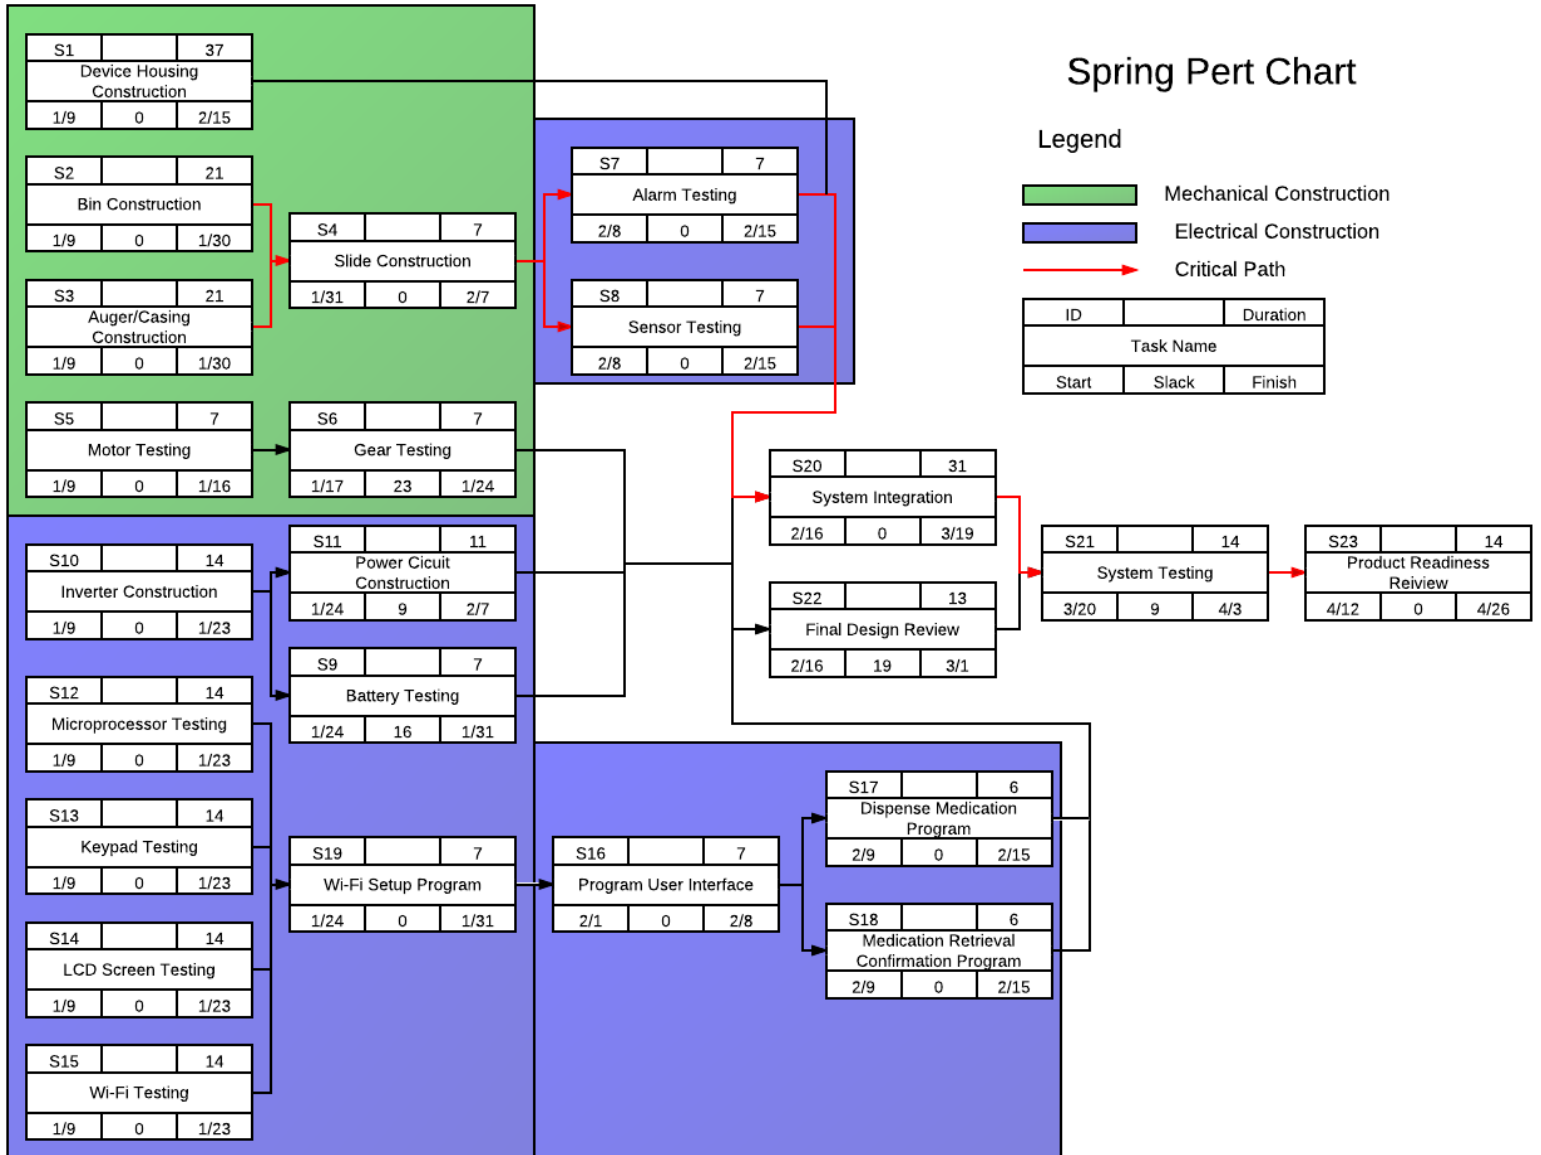 Spring Pert Chart
Legend
Mechanical Construction
Electrical Construction
Critical Path
ID Duration
Task Name
Start Slack Finish
S1 37
Device Housing
Construction
1/9 0 2/15
S2 21
Bin Construction
1/9 0 1/30
S3 21
Auger/Casing
Construction
1/9 0 1/30
S4 7
Slide Construction
1/31 0 2/7
S5 7
Motor Testing
1/9 0 1/16
S6 7
Gear Testing
1/17 23 1/24
S7 7
Alarm Testing
2/8 0 2/15
S8 7
Sensor Testing
2/8 0 2/15
S10 14
Inverter Construction
1/9 0 1/23
S11 11
Power Cicuit
Construction
1/24 9 2/7
S9 7
Battery Testing
1/24 16 1/31
S12 14
Microprocessor Testing
1/9 0 1/23
S13 14
Keypad Testing
1/9 0 1/23
S14 14
LCD Screen Testing
1/9 0 1/23
S15 14
Wi-Fi Testing
1/9 0 1/23
S19 7
Wi-Fi Setup Program
1/24 0 1/31
S16 7
Program User Interface
2/1 0 2/8
S17 6
Dispense Medication
Program
2/9 0 2/15
S18 6
Medication Retrieval
Confirmation Program
2/9 0 2/15
S20 31
System Integration
2/16 0 3/19
S22 13
Final Design Review
2/16 19 3/1
S21 14
System Testing
3/20 9 4/3
S23 14
Product Readiness
Reiview
4/12 0 4/26